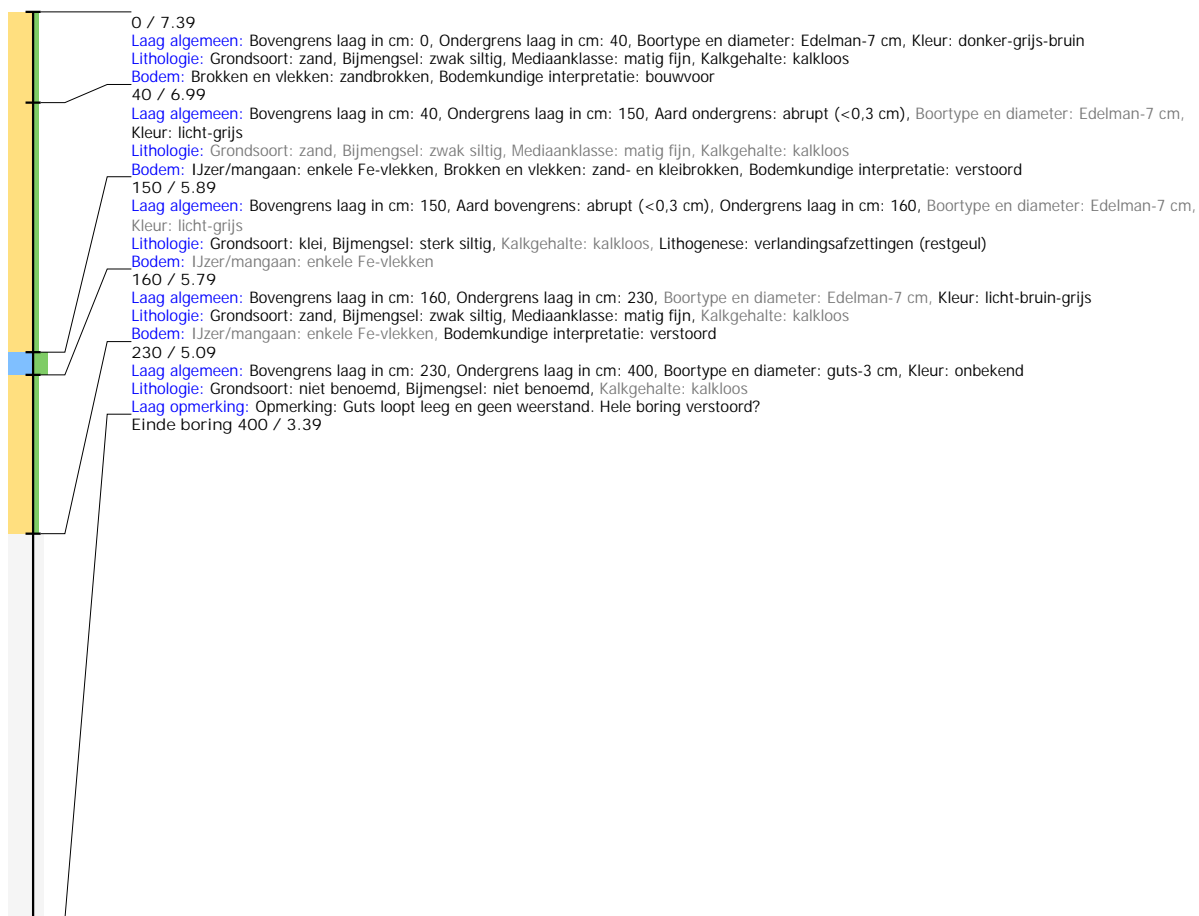 0 / 7.39
Laag algemeen: Bovengrens laag in cm: 0, Ondergrens laag in cm: 40, Boortype en diameter: Edelman-7 cm, Kleur: donker-grijs-bruin
Lithologie: Grondsoort: zand, Bijmengsel: zwak siltig, Mediaanklasse: matig fijn, Kalkgehalte: kalkloos
Bodem: Brokken en vlekken: zandbrokken, Bodemkundige interpretatie: bouwvoor
40 / 6.99
Laag algemeen: Bovengrens laag in cm: 40, Ondergrens laag in cm: 150, Aard ondergrens: abrupt (<0,3 cm), Boortype en diameter: Edelman-7 cm,
Kleur: licht-grijs
Lithologie: Grondsoort: zand, Bijmengsel: zwak siltig, Mediaanklasse: matig fijn, Kalkgehalte: kalkloos
Bodem: IJzer/mangaan: enkele Fe-vlekken, Brokken en vlekken: zand- en kleibrokken, Bodemkundige interpretatie: verstoord
150 / 5.89
Laag algemeen: Bovengrens laag in cm: 150, Aard bovengrens: abrupt (<0,3 cm), Ondergrens laag in cm: 160, Boortype en diameter: Edelman-7 cm,
Kleur: licht-grijs
Lithologie: Grondsoort: klei, Bijmengsel: sterk siltig, Kalkgehalte: kalkloos, Lithogenese: verlandingsafzettingen (restgeul)
Bodem: IJzer/mangaan: enkele Fe-vlekken
160 / 5.79
Laag algemeen: Bovengrens laag in cm: 160, Ondergrens laag in cm: 230, Boortype en diameter: Edelman-7 cm, Kleur: licht-bruin-grijs
Lithologie: Grondsoort: zand, Bijmengsel: zwak siltig, Mediaanklasse: matig fijn, Kalkgehalte: kalkloos
Bodem: IJzer/mangaan: enkele Fe-vlekken, Bodemkundige interpretatie: verstoord
230 / 5.09
Laag algemeen: Bovengrens laag in cm: 230, Ondergrens laag in cm: 400, Boortype en diameter: guts-3 cm, Kleur: onbekend
Lithologie: Grondsoort: niet benoemd, Bijmengsel: niet benoemd, Kalkgehalte: kalkloos
Laag opmerking: Opmerking: Guts loopt leeg en geen weerstand. Hele boring verstoord?
Einde boring 400 / 3.39